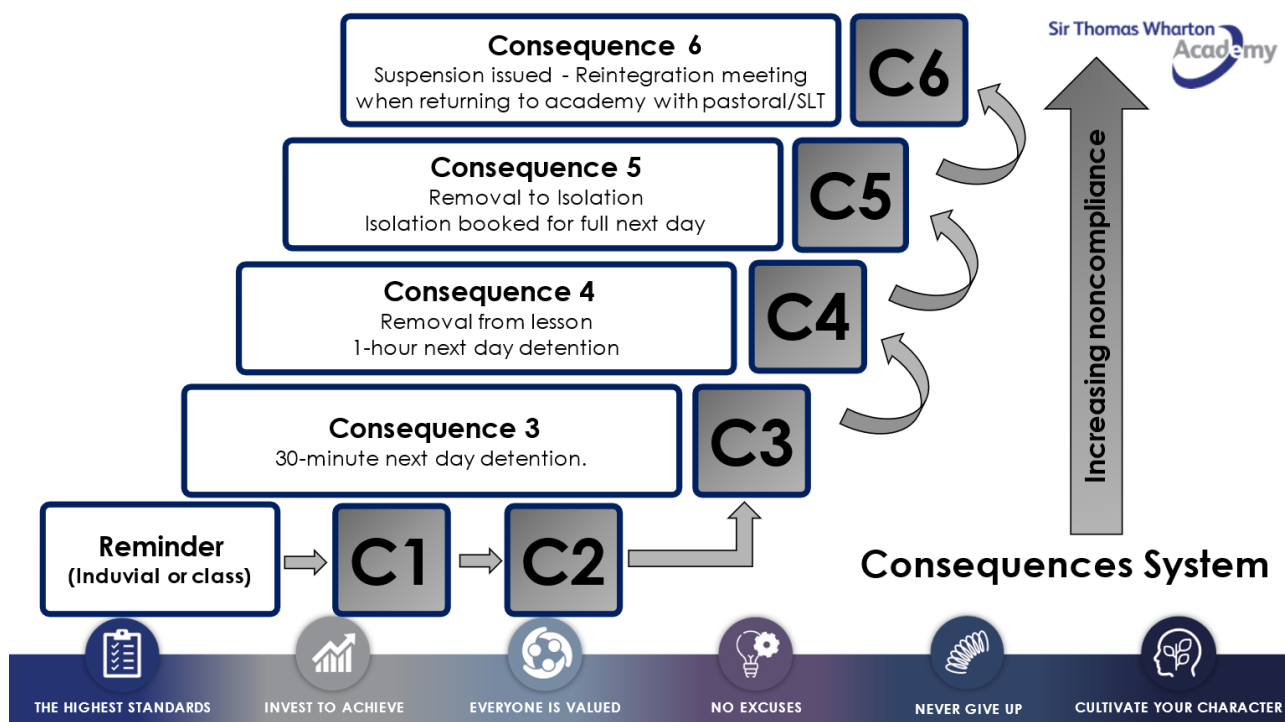 Sir Thomas Wharton
Academy
Consequence 6
Suspension issued - Reintegration meeting
when returning to academy with pastoral/SLT
C6
Consequence 5
Removal to Isolation
Isolation booked for full next day
C5
Consequence 4
Removal from lesson
1-hour next day detention
C4
Consequence 3
30-minute next day detention.
C3
Reminder
(Induvial or class)
C1
C2
Increasing noncompliance
Consequences System
THE HIGHEST STANDARDS
INVEST TO ACHIEVE
EVERYONE IS VALUED
NO EXCUSES
NEVER GIVE UP
CULTIVATE YOUR CHARACTER